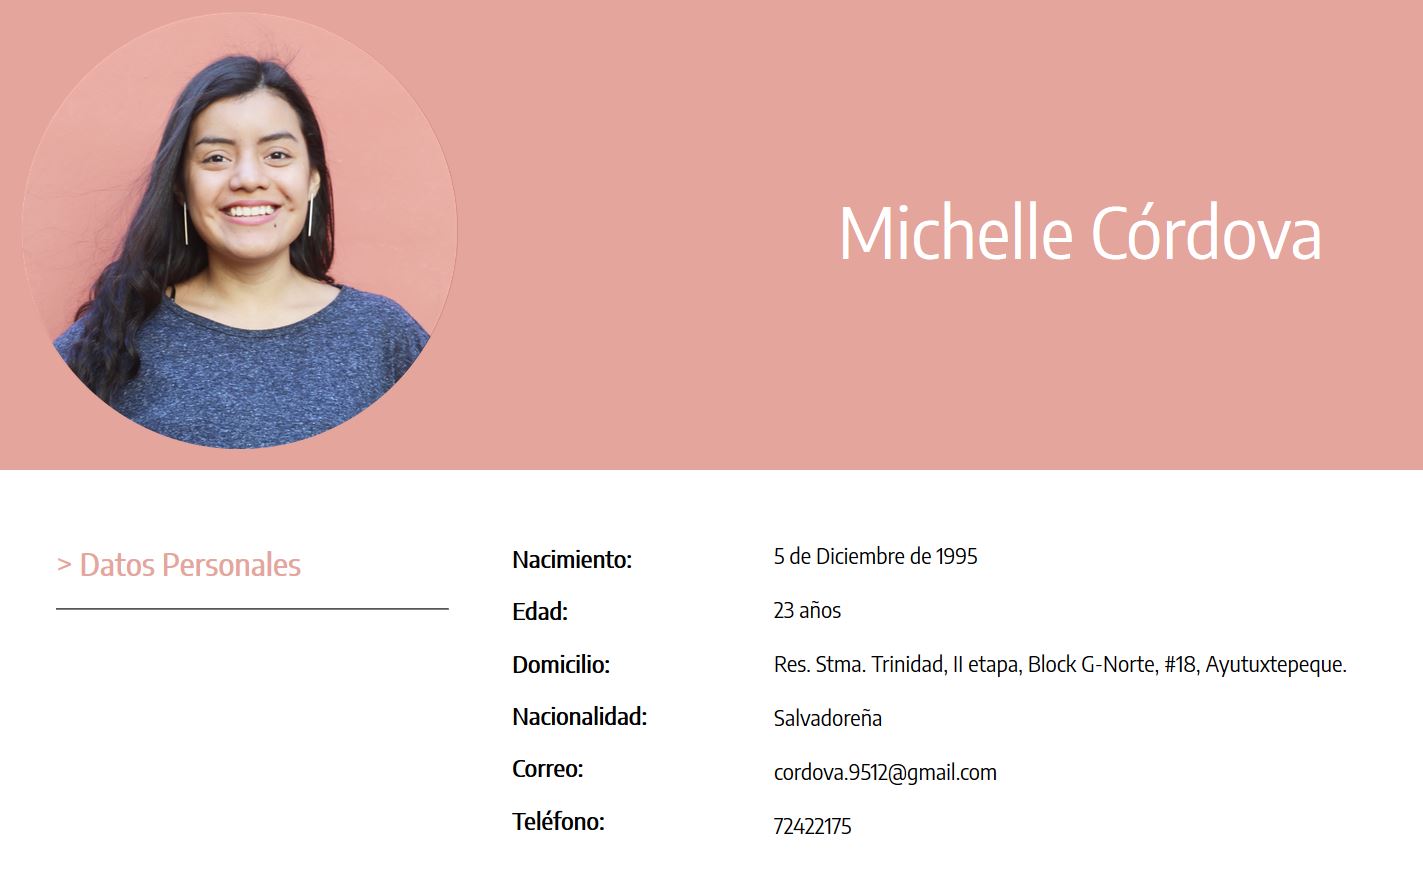 Michelle Córdova
> Datos Personales
Nacimiento: 5 de Diciembre de 1995
Edad: 23 años
Domicilio: Res. Stma. Trinidad, II etapa, Block G-Norte, #18, Ayutuxtepeque.
Nacionalidad: Salvadoreña
Correo: cordova.9512@gmail.com
Teléfono: 72422175